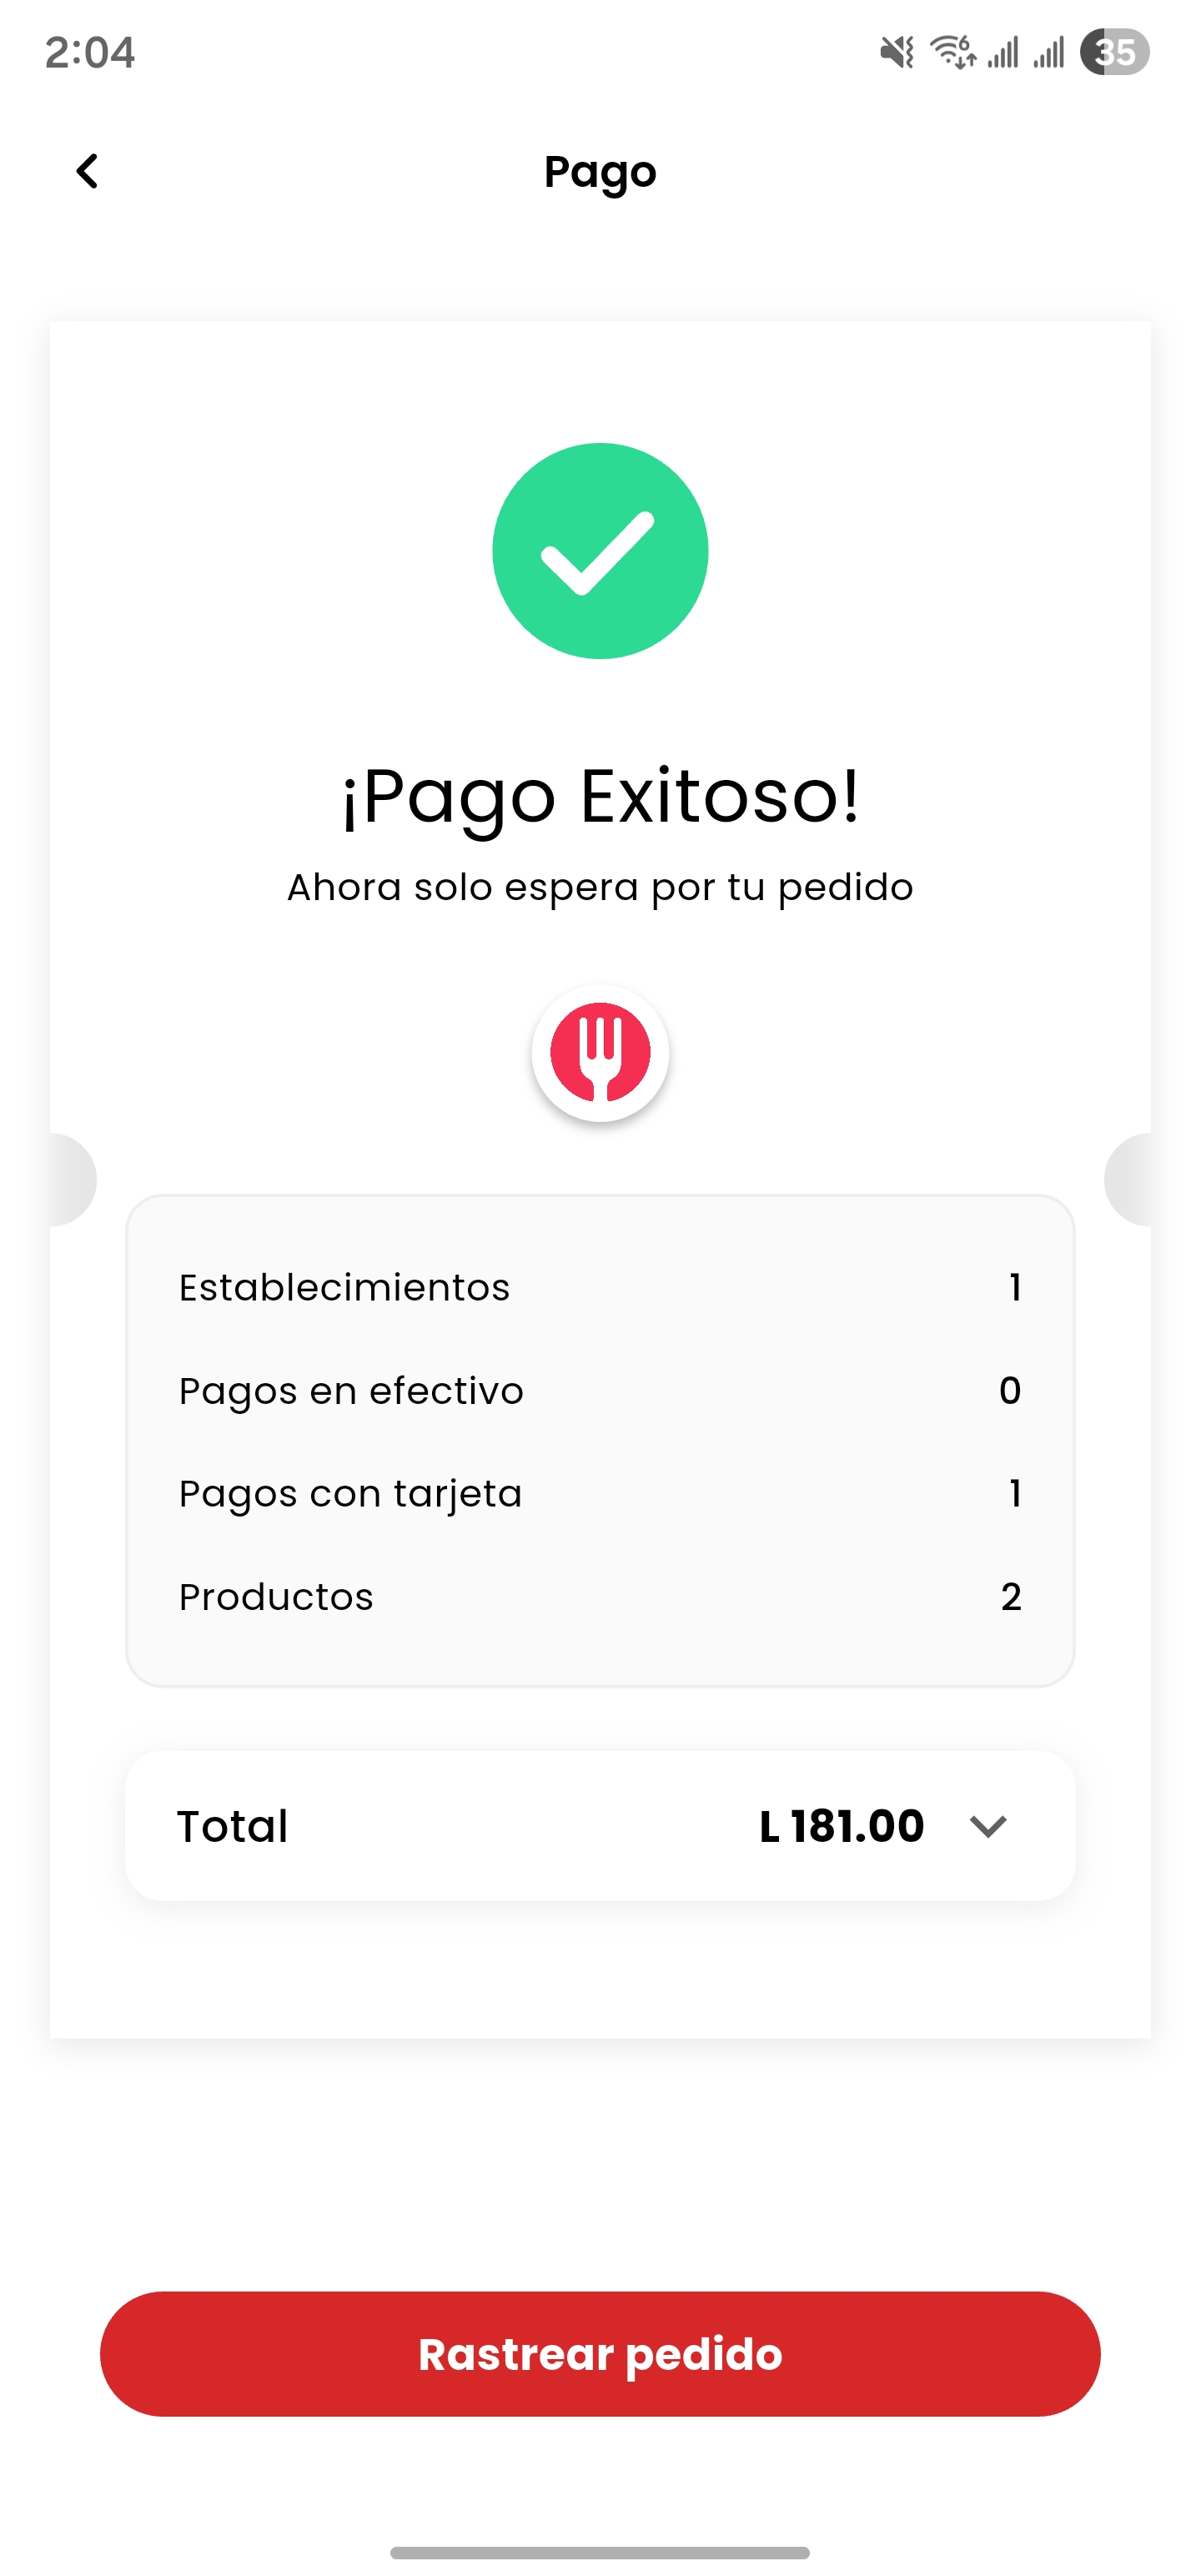 2:04
6
35
Pago
¡Pago Exitoso!
Ahora solo espera por tu pedido
Establecimientos 1
Pagos en efectivo 0
Pagos con tarjeta 1
Productos 2
Total L 181.00
Rastrear pedido